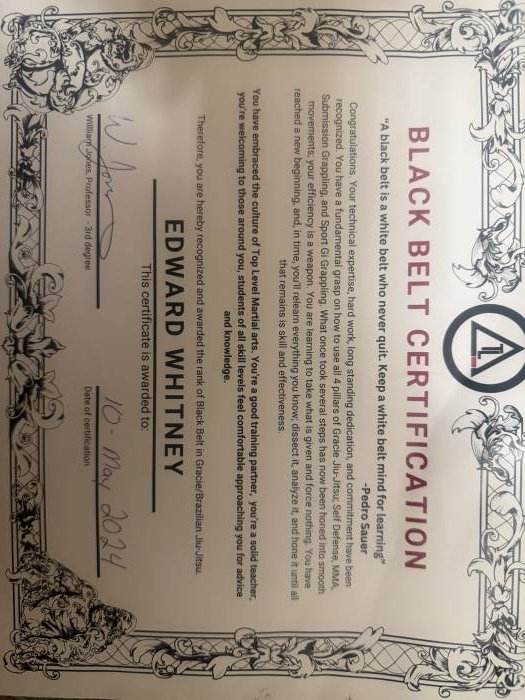 BLACK BELT CERTIFICATION
"A black belt is a white belt who never quit. Keep a white belt mind for learning"
-Pedro Sauer
Congratulations. Your technical expertise, hard work, long standing dedication, and commitment have been
recognized. You have a fundamental grasp on how to use all 4 pillars of Gracie Jiu-Jitsu; Self Defense, MMA,
Submission Grappling, and Sport Gi Grappling. What once took several steps has now been honed into smooth
movements; your efficiency is a weapon. You are learning to take what is given and force nothing. You have
reached a new beginning, and, in time, you'll relearn everything you know, dissect it, analyze it, and hone it until all
that remains is skill and effectiveness.
You have embraced the culture of Top Level Martial arts. You're a good training partner, you're a solid teacher,
you're welcoming to those around you, students of all skill levels feel comfortable approaching you for advice
and knowledge.
Therefore, you are hereby recognized and awarded the rank of Black Belt in Gracie/Brazilian Jiu-Jitsu.
EDWARD WHITNEY
This certificate is awarded to:
W Jones
10-May 2024
William Jones, Professor - 3rd degree
Date of certification